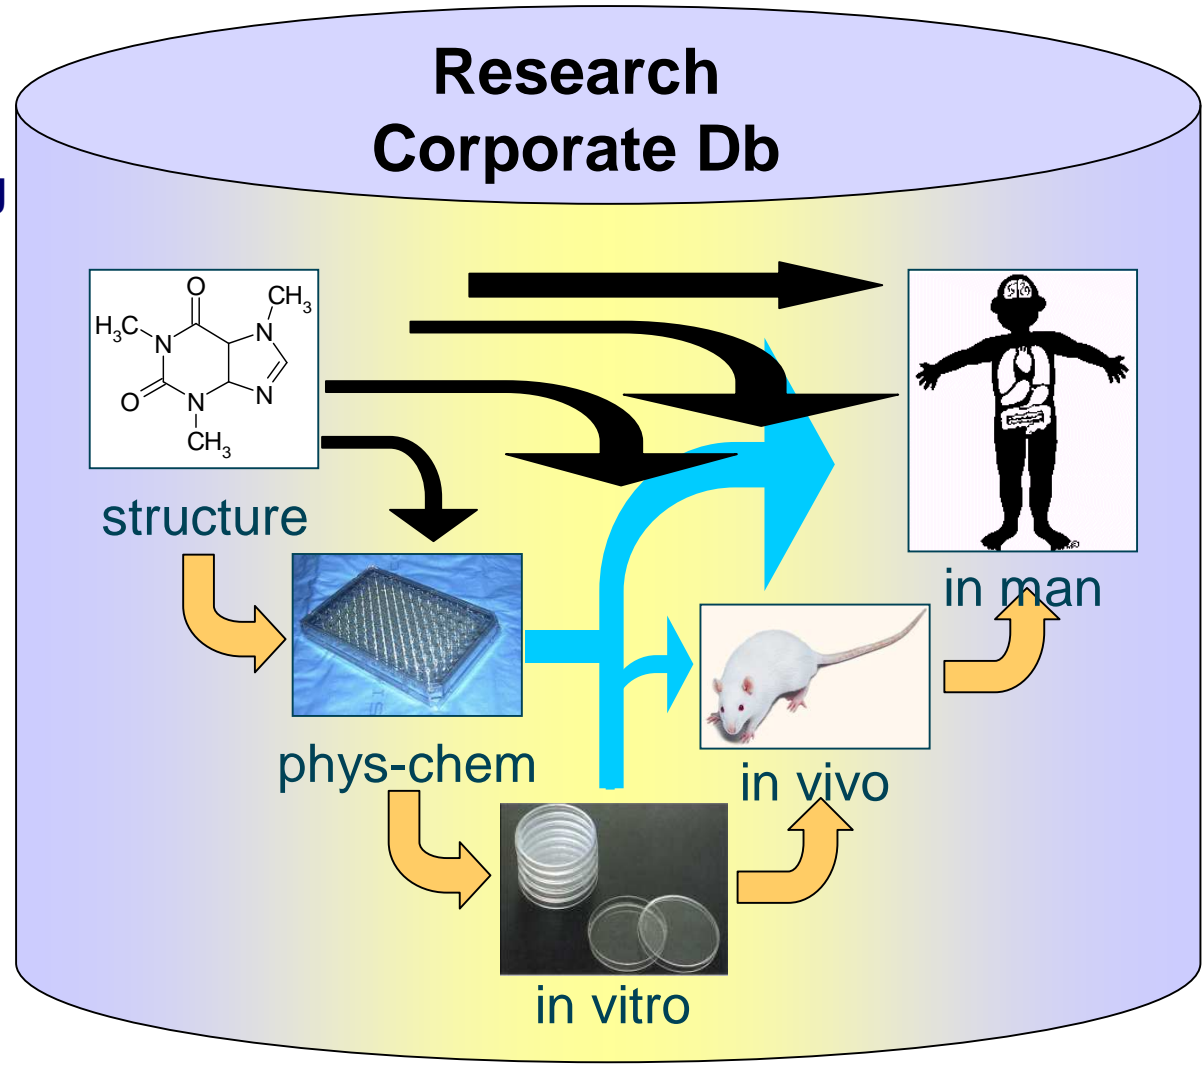 Research
Corporate Db
g
O
CH3
H3C
N
N
O
N
N
CH3
structure
in man
phys-chem
in vivo
in vitro